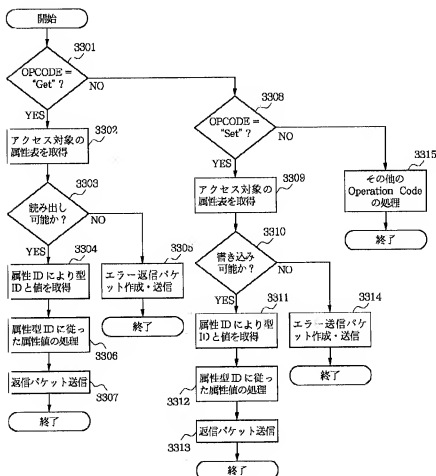 開始
3301
OPCODE=
"Get"？
NO
YES
3302
アクセス対象の
属性表を取得
3303
読み出し
可能か？
NO
YES
3304
属性IDにより型
IDと値を取得
3305
エラー返信パケ
ット作成・送信
終了
属性型IDに従っ
た属性値の処理
3306
返信パケット送信
3307
終了
3308
OPCODE=
"Set"？
NO
YES
3309
アクセス対象の
属性表を取得
3310
書き込み
可能か？
NO
YES
3311
属性IDにより型
IDと値を取得
3314
エラー送信パケ
ット作成・送信
終了
3312
属性型IDに従っ
た属性値の処理
返信パケット送信
3313
終了
3315
その他の
Operation Code
の処理
終了